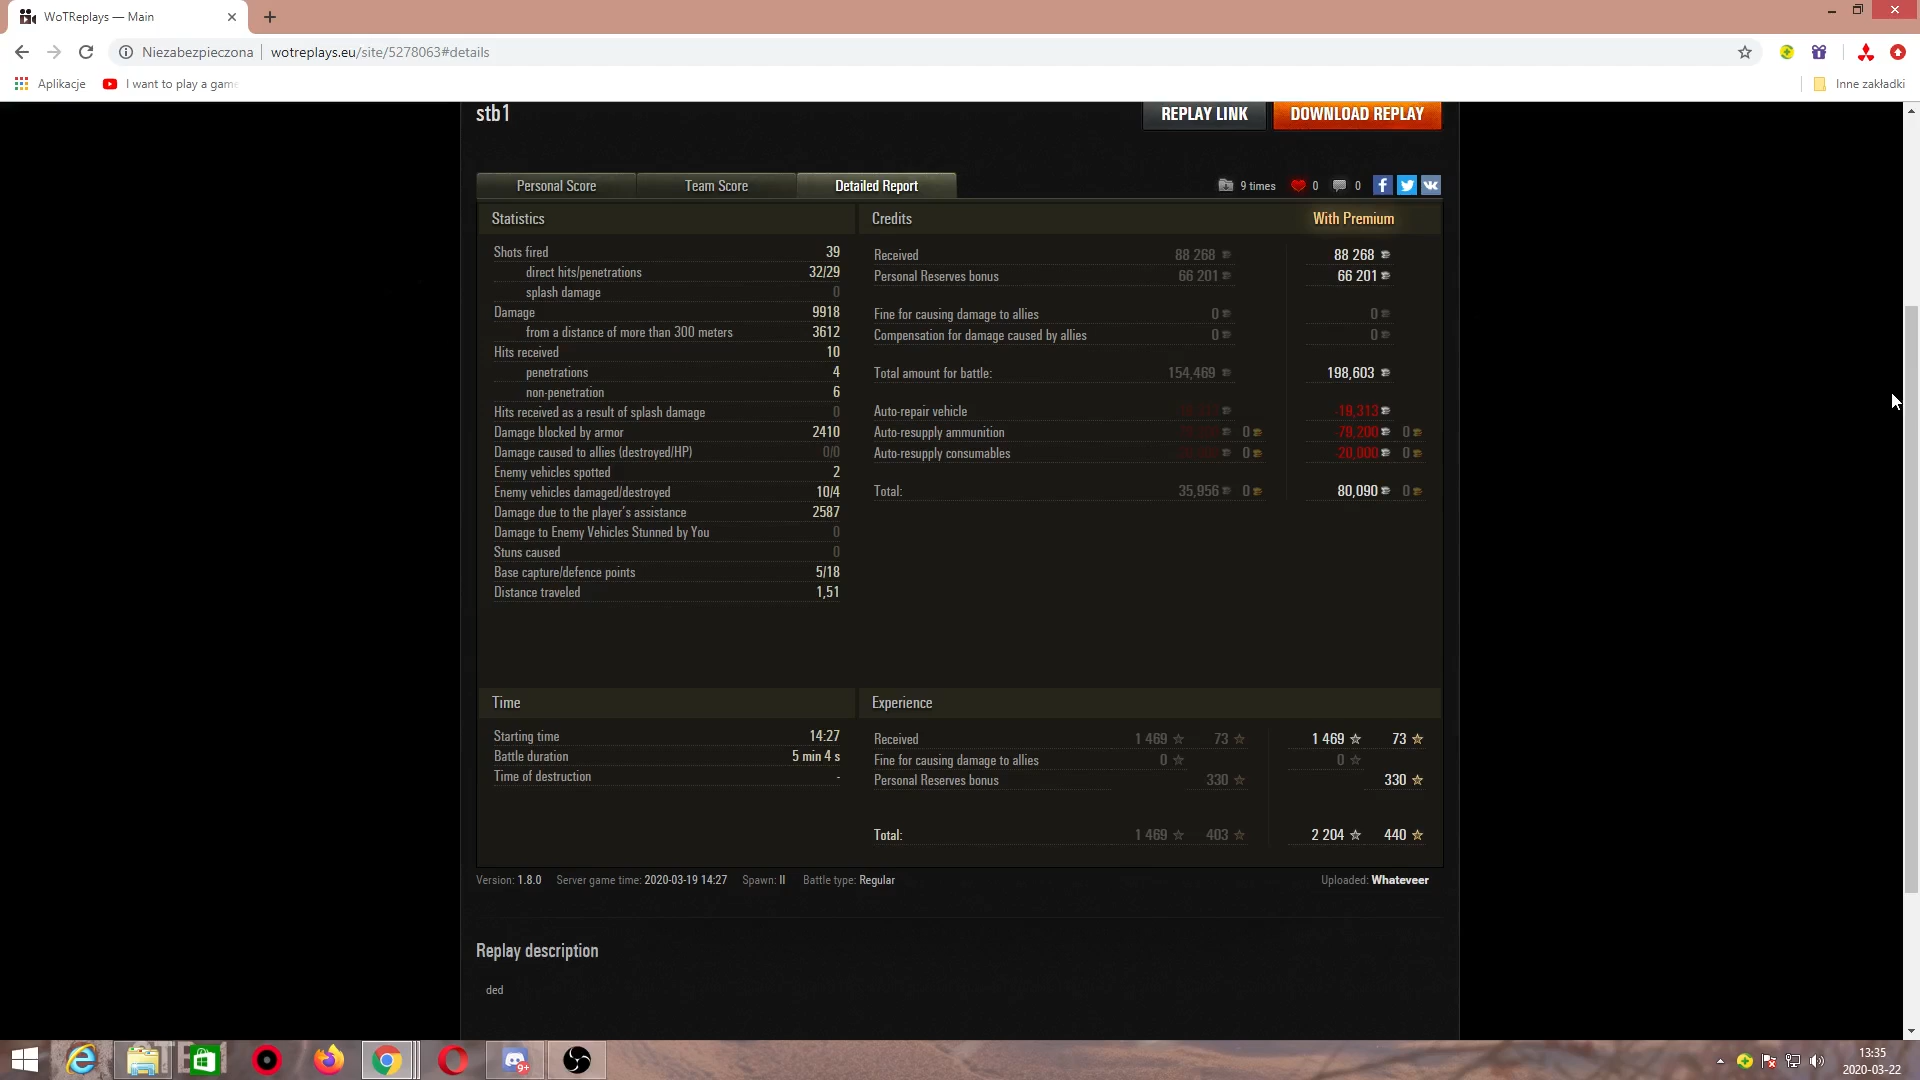 WoTReplays — Main
Niezabezpieczona
wotreplays.eu/site/5278063#details
Aplikacje
I want to play a game
Inne zakładki
stb1
REPLAY LINK
DOWNLOAD REPLAY
Personal Score
Team Score
Detailed Report
9 times
0
0
Statistics
Shots fired 39
direct hits/penetrations 32/29
splash damage 0
Damage 9918
from a distance of more than 300 meters 3612
Hits received 10
penetrations 4
non-penetration 6
Hits received as a result of splash damage 0
Damage blocked by armor 2410
Damage caused to allies (destroyed/HP) 0/0
Enemy vehicles spotted 2
Enemy vehicles damaged/destroyed 10/4
Damage due to the player's assistance 2587
Damage to Enemy Vehicles Stunned by You 0
Stuns caused 0
Base capture/defence points 5/18
Distance traveled 1,51
Credits With Premium
Received 88 268 88 268
Personal Reserves bonus 66 201 66 201
Fine for causing damage to allies 0 0
Compensation for damage caused by allies 0 0
Total amount for battle: 154,469 198,603
Auto-repair vehicle -19,313
Auto-resupply ammunition 0 -79,200 0
Auto-resupply consumables 0 -20,000 0
Total: 35,956 0 80,090 0
Time
Starting time 14:27
Battle duration 5 min 4 s
Time of destruction -
Experience
Received 1 469 73 1 469 73
Fine for causing damage to allies 0 0
Personal Reserves bonus 330 330
Total: 1 469 403 2 204 440
Version: 1.8.0 Server game time: 2020-03-19 14:27 Spawn: II Battle type: Regular
Uploaded: Whateveer
Replay description
ded
9+
13:35
2020-03-22